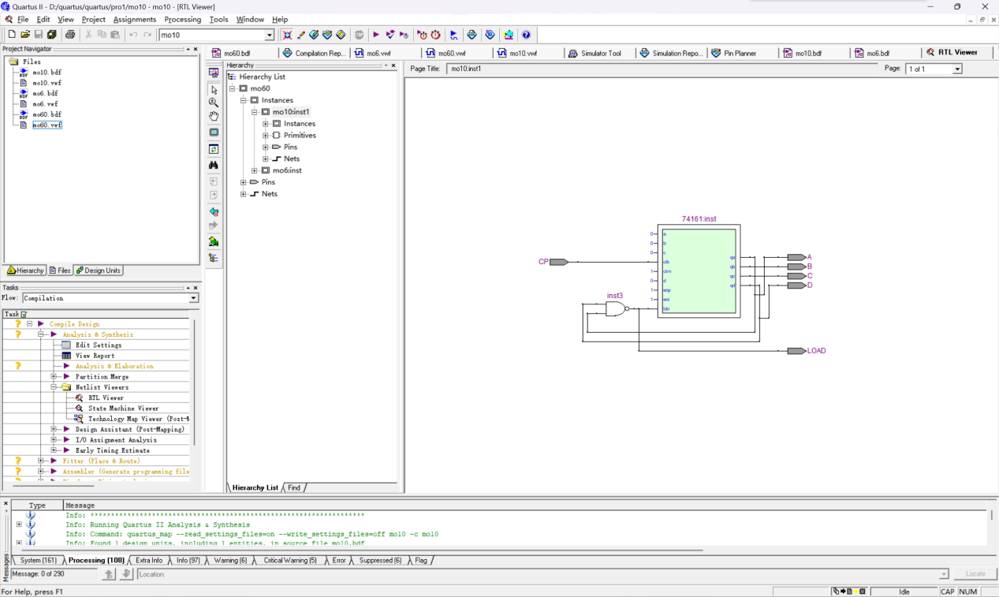 Quartus II - D:/quartus/quartus/pro1/mo10 - mo10 - [RTL Viewer]
File Edit View Project Assignments Processing Tools Window Help
mo10
Project Navigator
Files
mo10.bdf
mo10.vwf
mo6.bdf
mo6.vwf
mo60.bdf
mo60.vwf
Hierarchy Files Design Units
Tasks
Flow: Compilation
Task
Compile Design
Analysis & Synthesis
Edit Settings
View Report
Analysis & Elaboration
Partition Merge
Netlist Viewers
RTL Viewer
State Machine Viewer
Technology Map Viewer (Post-M
Design Assistant (Post-Mapping)
I/O Assignment Analysis
Early Timing Estimate
Fitter (Place & Route)
Assembler (Generate programming file
mo60.bdf Compilation Rep... mo6.vwf mo60.vwf mo10.vwf Simulator Tool Simulation Repo... Pin Planner mo10.bdf mo6.bdf RTL Viewer
Hierarchy
Hierarchy List
mo60
Instances
mo10:inst1
Instances
Primitives
Pins
Nets
mo6:inst
Pins
Nets
Hierarchy List Find
Page Title: mo10:inst1 Page: 1 of 1
74161:inst
0 a
0 b
0 c
CP clk
1 clrn
0 d
1 enp
1 ent
ldn
qa A
qb B
qc C
qd D
inst3
LOAD
Type Message
Info: *******************************************************************
Info: Running Quartus II Analysis & Synthesis
Info: Command: quartus_map --read_settings_files=on --write_settings_files=off mo10 -c mo10
Info: Found 1 design units, including 1 entities, in source file mo10.bdf
System (161) Processing (108) Extra Info Info (97) Warning (6) Critical Warning (5) Error Suppressed (6) Flag
Messages
Message: 0 of 290 Location: Locate
For Help, press F1 Idle CAP NUM